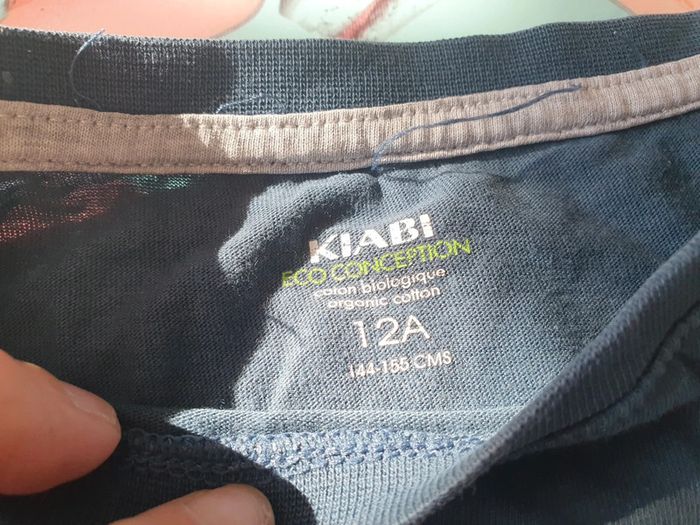 KIABI
ECO CONCEPTION
coton biologique
organic cotton
12A
144-155 CMS